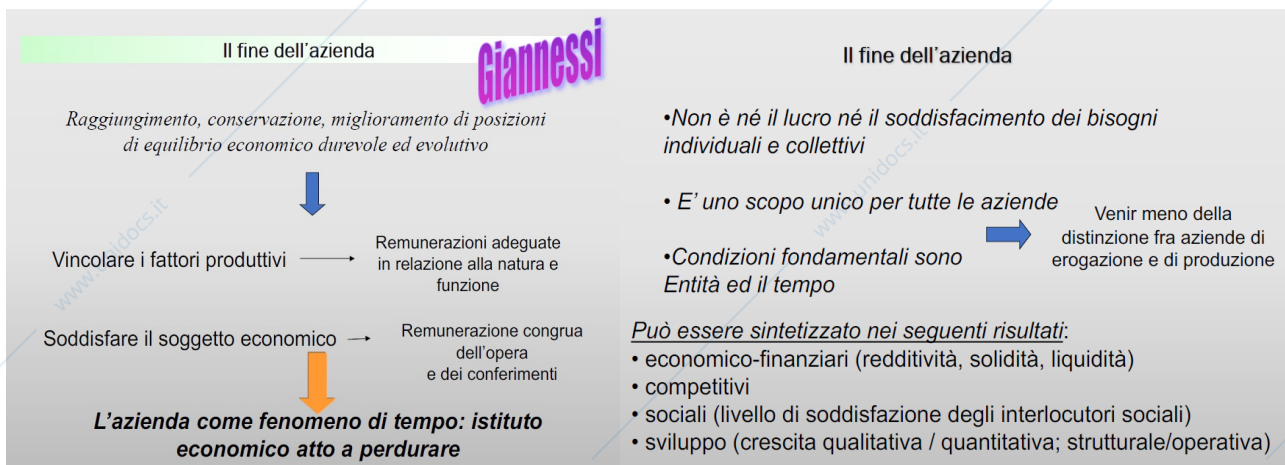 Il fine dell'azienda
Giannessi
Raggiungimento, conservazione, miglioramento di posizioni
di equilibrio economico durevole ed evolutivo
Vincolare i fattori produttivi
Remunerazioni adeguate
in relazione alla natura e
funzione
Soddisfare il soggetto economico
Remunerazione congrua
dell'opera
e dei conferimenti
L'azienda come fenomeno di tempo: istituto
economico atto a perdurare
www.unidocs.it
Il fine dell'azienda
•Non è né il lucro né il soddisfacimento dei bisogni
individuali e collettivi
• E' uno scopo unico per tutte le aziende
•Condizioni fondamentali sono
Entità ed il tempo
Venir meno della
distinzione fra aziende di
erogazione e di produzione
Può essere sintetizzato nei seguenti risultati:
• economico-finanziari (redditività, solidità, liquidità)
• competitivi
• sociali (livello di soddisfazione degli interlocutori sociali)
• sviluppo (crescita qualitativa / quantitativa; strutturale/operativa)
www.unidocs.it